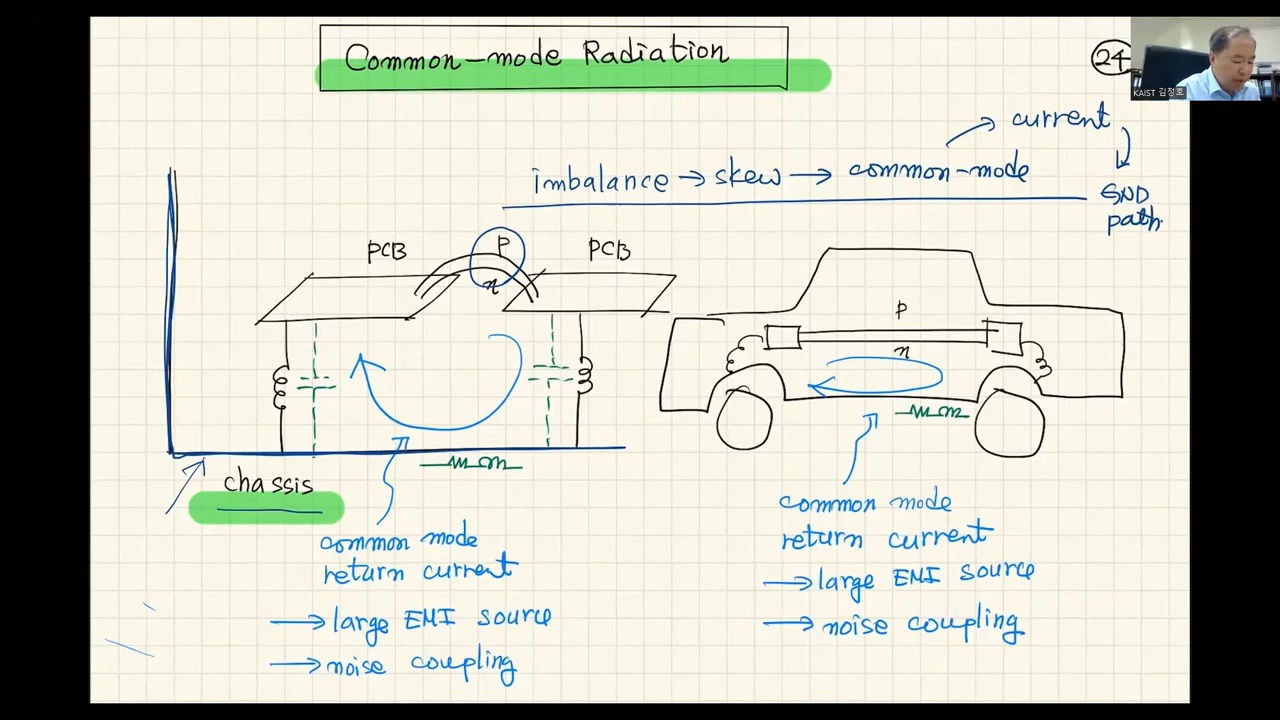 Common-mode Radiation
24
KAIST 김정호
current
imbalance → skew → common-mode
GND
path
PCB
p
n
PCB
p
n
chassis
common mode
return current
→ large EMI source
→ noise coupling
common mode
return current
→ large EMI source
→ noise coupling